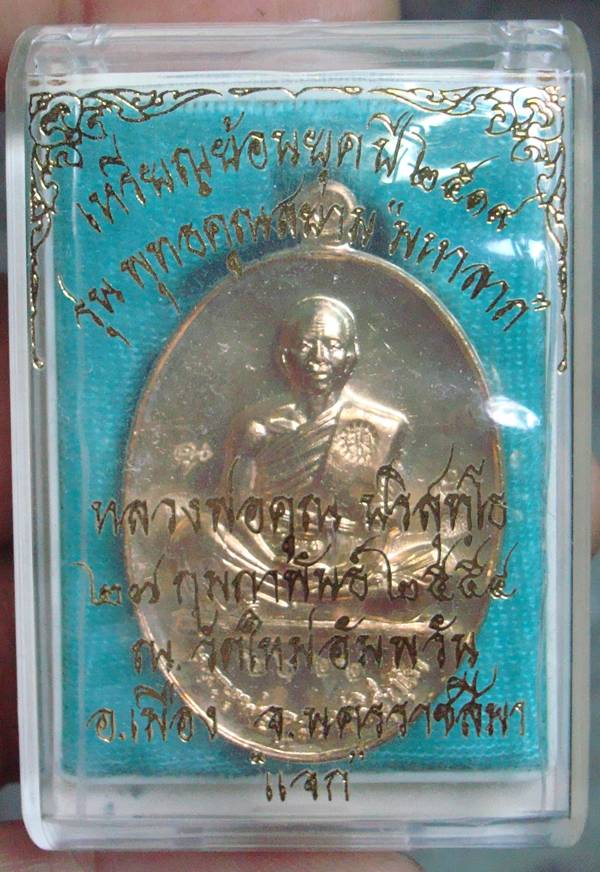 เหรียญย้อนยุค ปี ๒๕๑๘
รุ่น พุทธคุณสยาม "มหาลาภ"
หลวงพ่อคูณ ปริสุทฺโธ
๒๗ กุมภาพันธ์ ๒๕๕๔
ณ. วัดใหม่อัมพวัน
อ.เมือง จ.นครราชสีมา
"แจก"